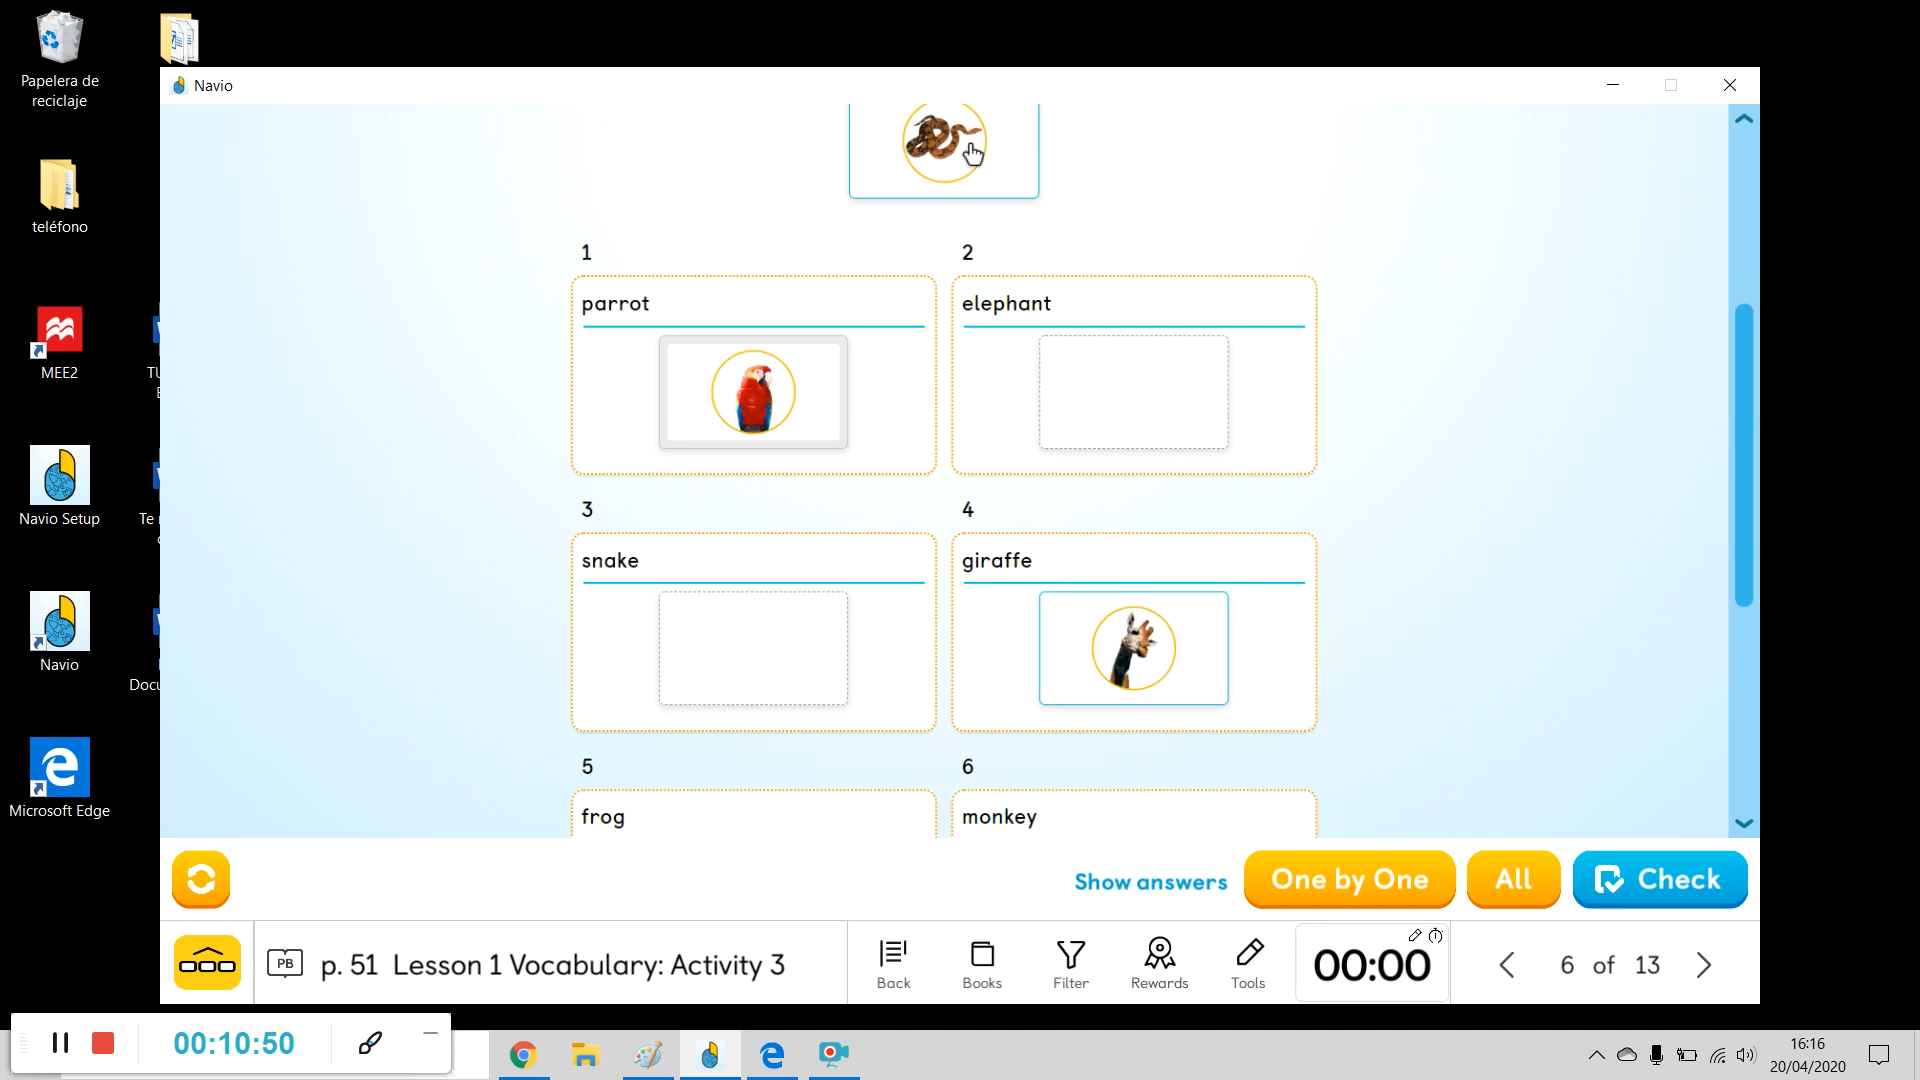 Papelera de
reciclaje
teléfono
MEE2
Navio Setup
Te
Navio
Docu
Microsoft Edge
Navio
1
parrot
2
elephant
3
snake
4
giraffe
5
frog
6
monkey
Show answers
One by One
All
Check
PB
p. 51 Lesson 1 Vocabulary: Activity 3
Back
Books
Filter
Rewards
Tools
00:00
6 of 13
00:10:50
16:16
20/04/2020